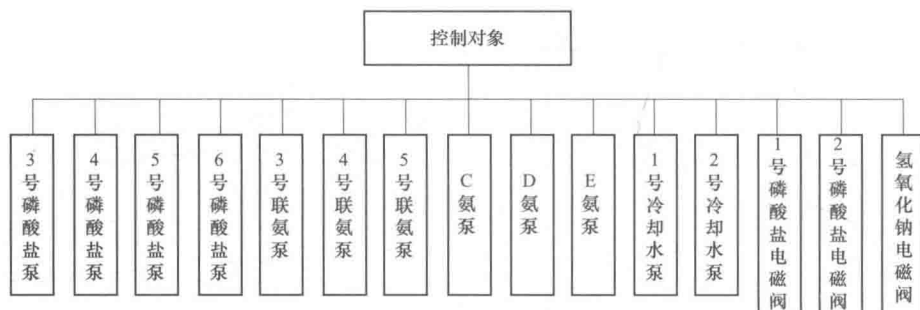 控制对象
3号磷酸盐泵
4号磷酸盐泵
5号磷酸盐泵
6号磷酸盐泵
3号联氨泵
4号联氨泵
5号联氨泵
C氨泵
D氨泵
E氨泵
1号冷却水泵
2号冷却水泵
1号磷酸盐电磁阀
2号磷酸盐电磁阀
氢氧化钠电磁阀